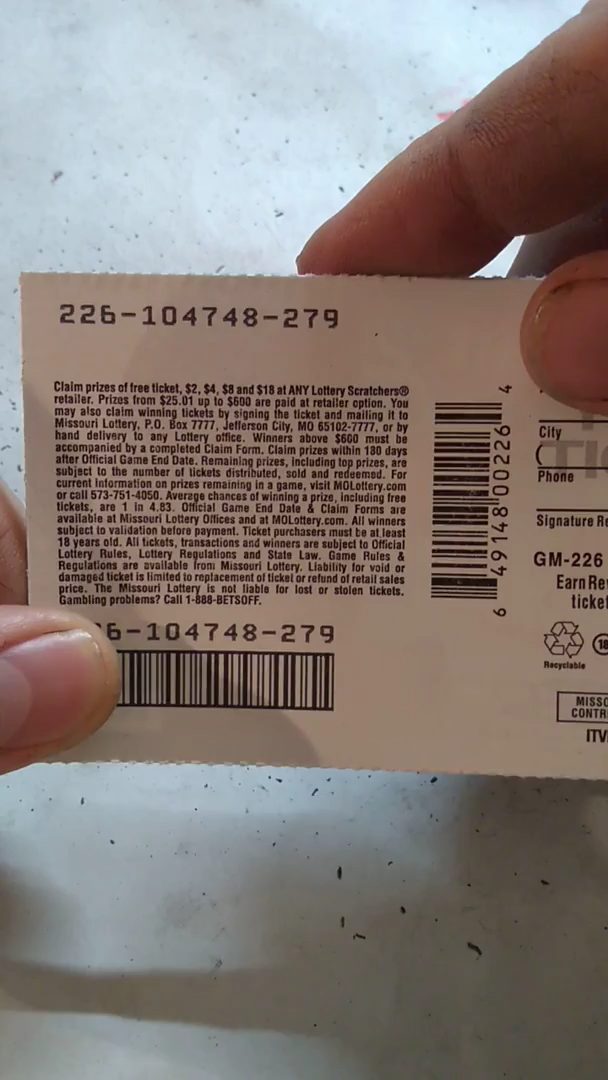 226-104748-279
Claim prizes of free ticket, $2, $4, $8 and $18 at ANY Lottery Scratchers®
retailer. Prizes from $25.01 up to $600 are paid at retailer option. You
may also claim winning tickets by signing the ticket and mailing it to
Missouri Lottery, P.O. Box 7777, Jefferson City, MO 65102-7777, or by
hand delivery to any Lottery office. Winners above $600 must be
accompanied by a completed Claim Form. Claim prizes within 180 days
after Official Game End Date. Remaining prizes, including top prizes, are
subject to the number of tickets distributed, sold and redeemed. For
current information on prizes remaining in a game, visit MOLottery.com
or call 573-751-4050. Average chances of winning a prize, including free
tickets, are 1 in 4.83. Official Game End Date & Claim Forms are
available at Missouri Lottery Offices and at MOLottery.com. All winners
subject to validation before payment. Ticket purchasers must be at least
18 years old. All tickets, transactions and winners are subject to Official
Lottery Rules, Lottery Regulations and State Law. Game Rules &
Regulations are available from Missouri Lottery. Liability for void or
damaged ticket is limited to replacement of ticket or refund of retail sales
price. The Missouri Lottery is not liable for lost or stolen tickets.
Gambling problems? Call 1-888-BETSOFF.
6-104748-279
6 49148 00226 4
City
(
Phone
Signature Re
GM-226
Earn Re
ticke
Recyclable
18
MISSO
CONTR
ITV